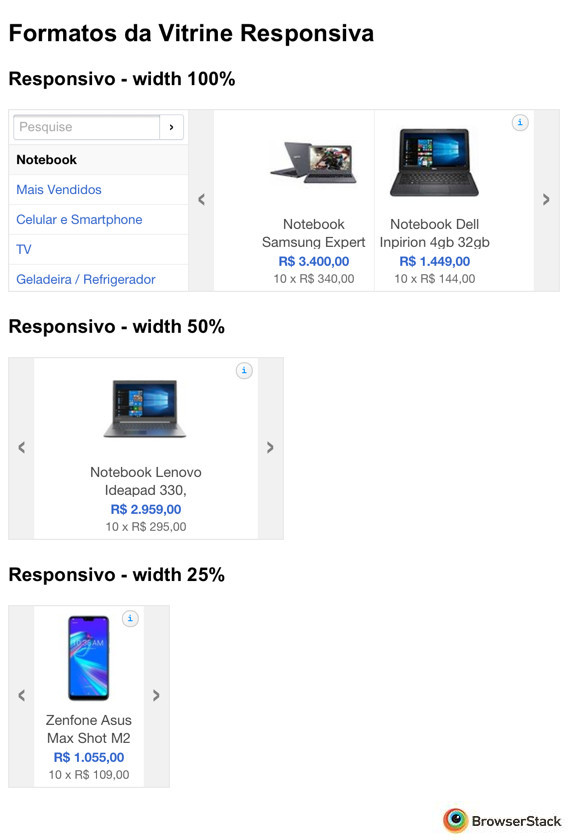 Formatos da Vitrine Responsiva
Responsivo - width 100%
Pesquise
›
Notebook
Mais Vendidos
Celular e Smartphone
TV
Geladeira / Refrigerador
‹
Notebook
Samsung Expert
R$ 3.400,00
10 x R$ 340,00
i
Notebook Dell
Inpirion 4gb 32gb
R$ 1.449,00
10 x R$ 144,00
›
Responsivo - width 50%
‹
i
Notebook Lenovo
Ideapad 330,
R$ 2.959,00
10 x R$ 295,00
›
Responsivo - width 25%
‹
i
Zenfone Asus
Max Shot M2
R$ 1.055,00
10 x R$ 109,00
›
BrowserStack